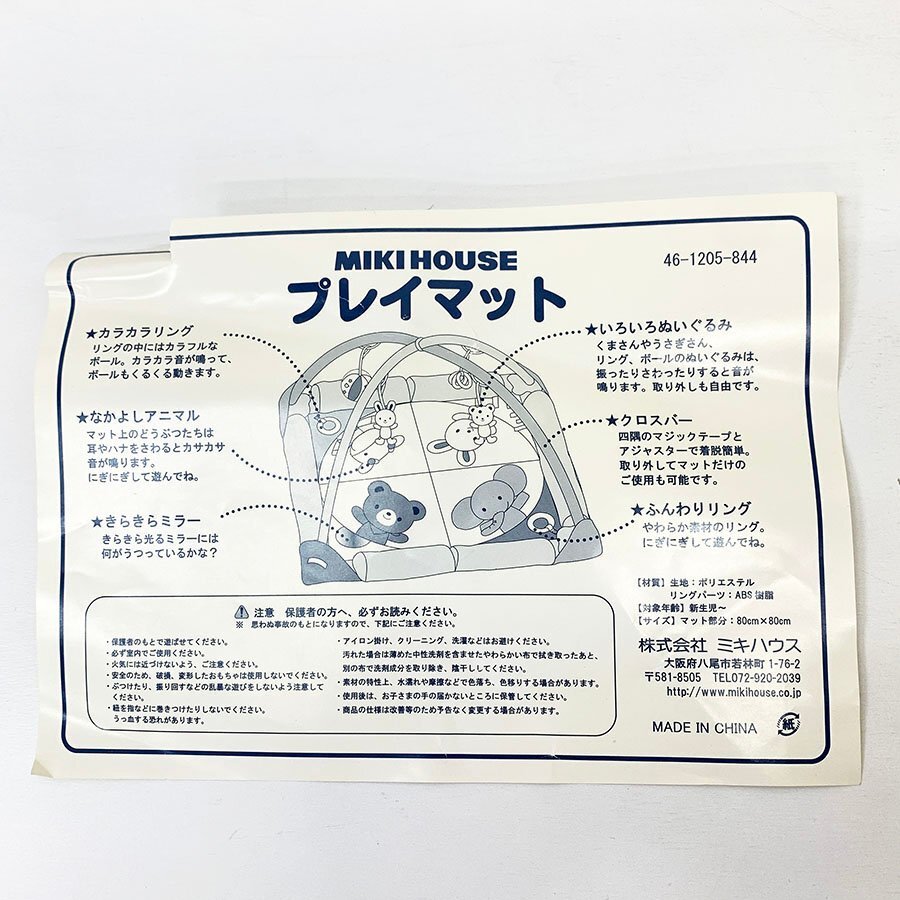 MIKIHOUSE
プレイマット
46-1205-844
★カラカラリング
リングの中にはカラフルな
ボール。カラカラ音が鳴って、
ボールもくるくる動きます。
★なかよしアニマル
マット上のどうぶつたちは
耳やハナをさわるとカサカサ
音が鳴ります。
にぎにぎして遊んでね。
★きらきらミラー
きらきら光るミラーには
何がうつっているかな？
★いろいろぬいぐるみ
くまさんやうさぎさん、
リング、ボールのぬいぐるみは、
振ったりさわったりすると音が
鳴ります。取り外しも自由です。
★クロスバー
四隅のマジックテープと
アジャスターで着脱簡単。
取り外してマットだけの
ご使用も可能です。
★ふんわりリング
やわらか素材のリング。
にぎにぎして遊んでね。
【材質】生地：ポリエステル
リングパーツ：ABS樹脂
【対象年齢】新生児〜
【サイズ】マット部分：80cm×80cm
株式会社 ミキハウス
大阪府八尾市若林町1-76-2
〒581-8505 TEL072-920-2039
http://www.mikihouse.co.jp
MADE IN CHINA
紙
注意 保護者の方へ、必ずお読みください。
※ 思わぬ事故のもとになりますので、下記にご注意ください。
・保護者のもとで遊ばせてください。
・必ず室内でご使用ください。
・火気には近づけないよう、ご注意ください。
・安全のため、破損、変形したおもちゃは使用しないでください。
・ぶつけたり、振り回すなどの乱暴な遊びをしないよう注意して
ください。
・紐を指などに巻きつけたりしないでください。
うっ血する恐れがあります。
・アイロン掛け、クリーニング、洗濯などはお避けください。
汚れた場合は薄めた中性洗剤を含ませたやわらかい布で拭き取ったあと、
別の布で洗剤成分を取り除き、陰干ししてください。
・素材の特性上、水濡れや摩擦などで色落ち、色移りする場合があります。
・使用後は、お子さまの手の届かないところに保管してください。
・商品の仕様は改善等のため予告なく変更する場合があります。